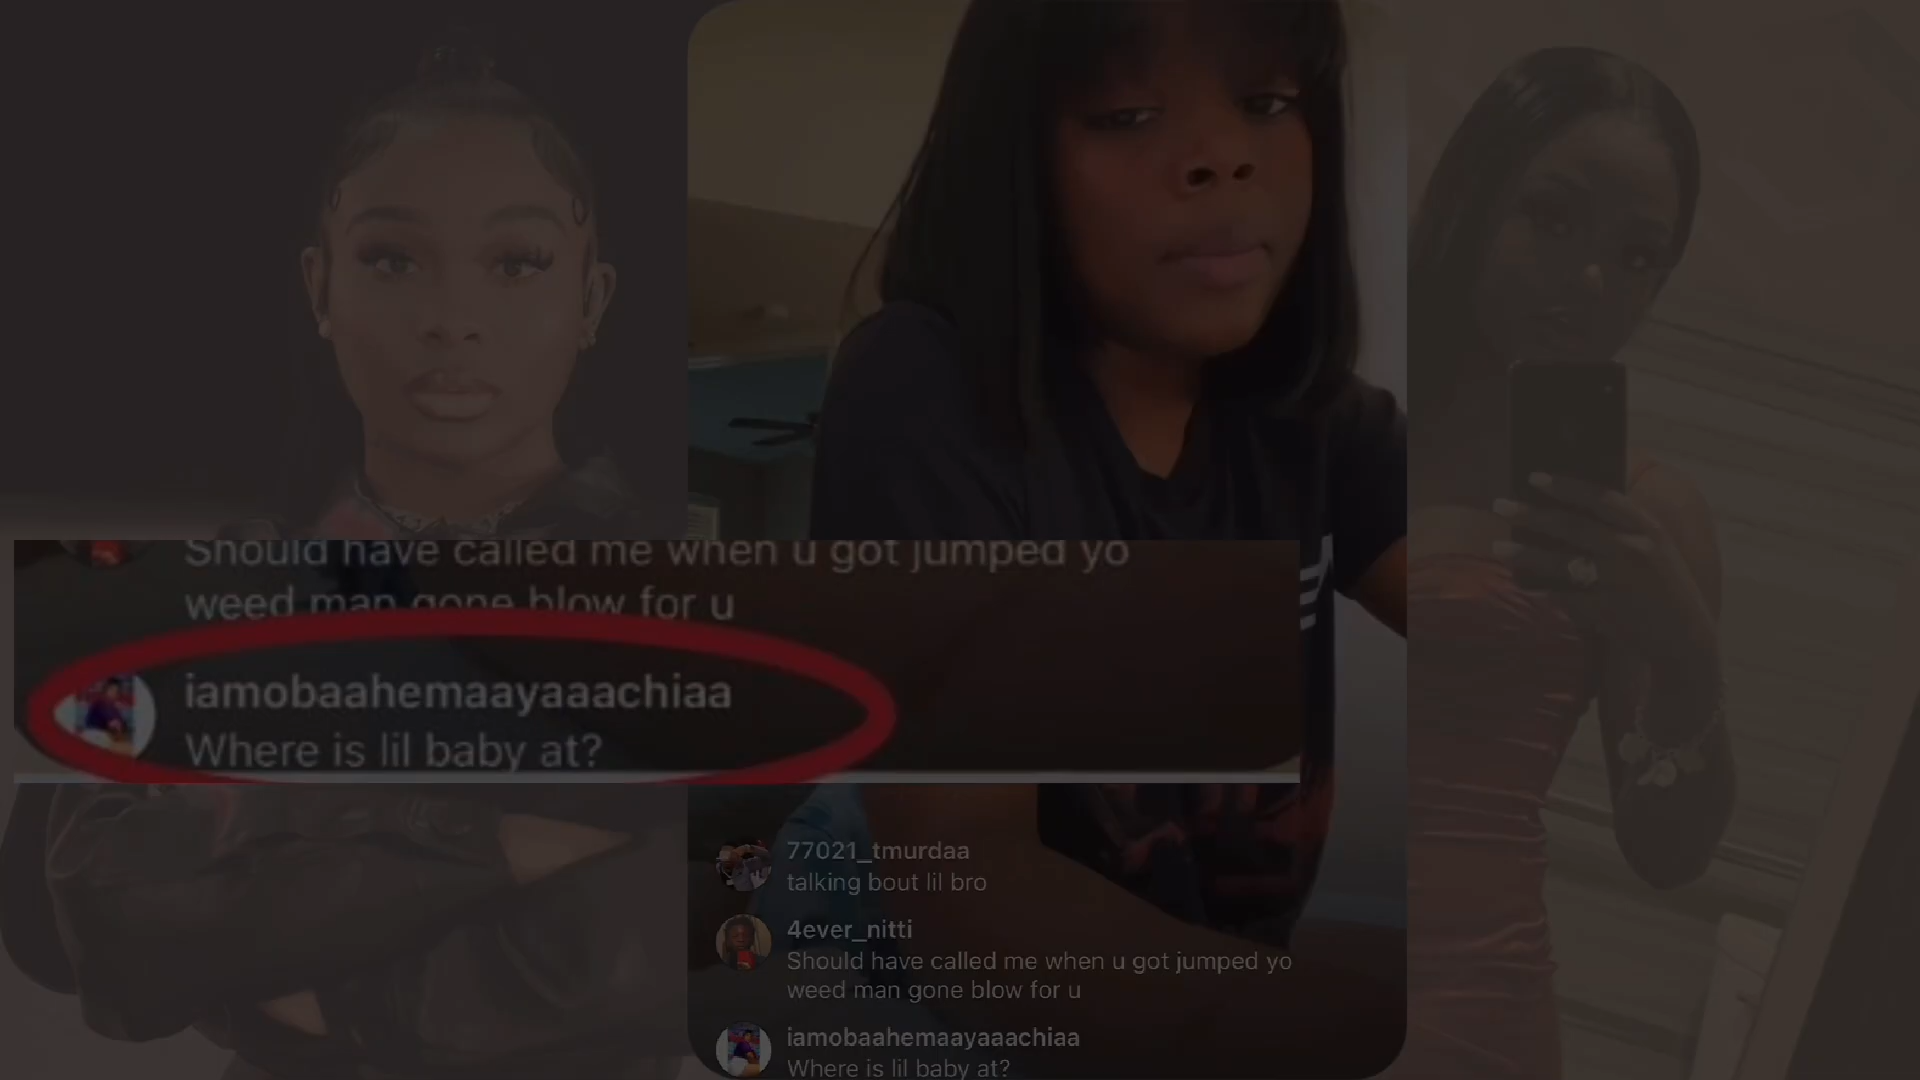 Should have called me when u got jumped yo
weed man gone blow for u
iamobaahemaayaaachiaa
Where is lil baby at?
77021_tmurdaa
talking bout lil bro
4ever_nitti
Should have called me when u got jumped yo
weed man gone blow for u
iamobaahemaayaaachiaa
Where is lil baby at?